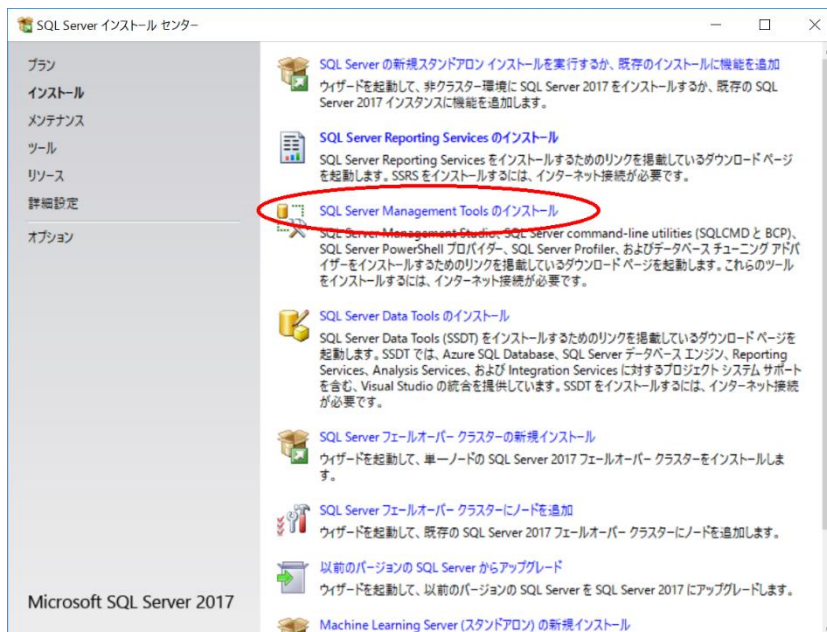 SQL Server インストール センター
プラン
インストール
メンテナンス
ツール
リソース
詳細設定
オプション
Microsoft SQL Server 2017
SQL Server の新規スタンドアロン インストールを実行するか、既存のインストールに機能を追加
ウィザードを起動して、非クラスター環境に SQL Server 2017 をインストールするか、既存の SQL
Server 2017 インスタンスに機能を追加します。
SQL Server Reporting Services のインストール
SQL Server Reporting Services をインストールするためのリンクを掲載しているダウンロード ページ
を起動します。SSRS をインストールするには、インターネット接続が必要です。
SQL Server Management Tools のインストール
SQL Server Management Studio、SQL Server command-line utilities (SQLCMD と BCP)、
SQL Server PowerShell プロバイダー、SQL Server Profiler、およびデータベース チューニング アドバ
イザーをインストールするためのリンクを掲載しているダウンロード ページを起動します。これらのツール
をインストールするには、インターネット接続が必要です。
SQL Server Data Tools のインストール
SQL Server Data Tools (SSDT) をインストールするためのリンクを掲載しているダウンロード ページを
起動します。SSDT では、Azure SQL Database、SQL Server データベース エンジン、Reporting
Services、Analysis Services、および Integration Services に対するプロジェクト システム サポート
を含む、Visual Studio の統合を提供しています。SSDT をインストールするには、インターネット接続
が必要です。
SQL Server フェールオーバー クラスターの新規インストール
ウィザードを起動して、単一ノードの SQL Server 2017 フェールオーバー クラスターをインストールしま
す。
SQL Server フェールオーバー クラスターにノードを追加
ウィザードを起動して、既存の SQL Server 2017 フェールオーバー クラスターにノードを追加します。
以前のバージョンの SQL Server からアップグレード
ウィザードを起動して、以前のバージョンの SQL Server を SQL Server 2017 にアップグレードします。
Machine Learning Server (スタンドアロン) の新規インストール